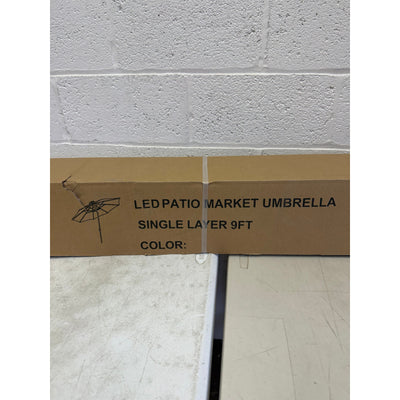 LED PATIO MARKET UMBRELLA
SINGLE LAYER 9FT
COLOR: